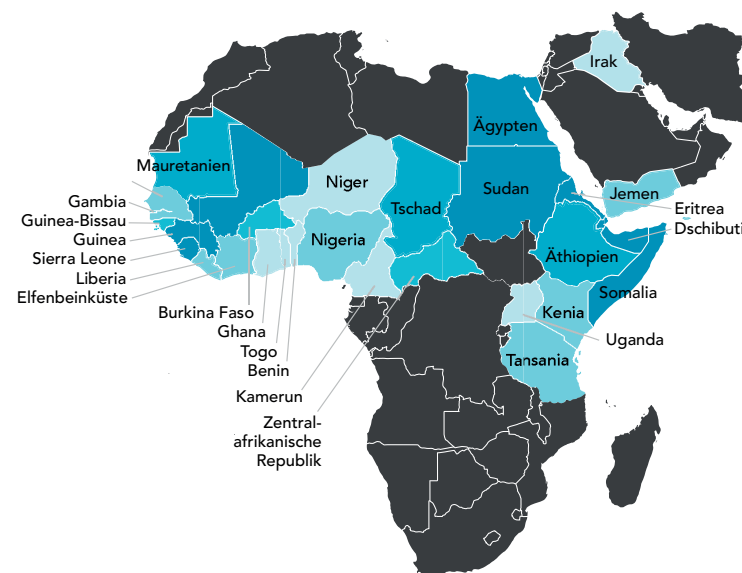 Irak
Ägypten
Mauretanien
Niger
Sudan
Jemen
Gambia
Tschad
Eritrea
Guinea-Bissau
Dschibuti
Guinea
Nigeria
Sierra Leone
Äthiopien
Liberia
Elfenbeinküste
Somalia
Burkina Faso
Kenia
Ghana
Uganda
Togo
Tansania
Benin
Kamerun
Zentral-
afrikanische
Republik